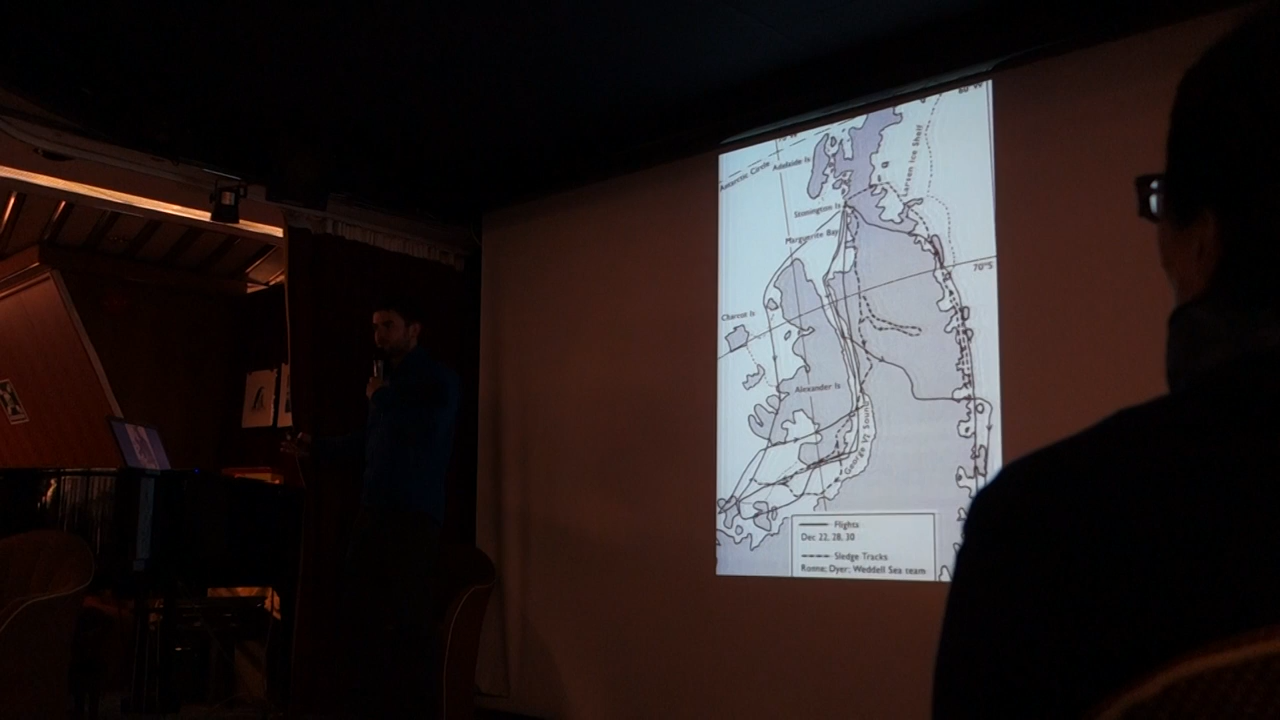 Antarctic Circle
Adelaide Is
Larsen Ice Shelf
Stonington Is
Marguerite Bay
70°S
Charcot Is
Alexander Is
George VI Sound
Flights
Dec 22, 28, 30
Sledge Tracks
Ronne; Dyer; Weddell Sea team